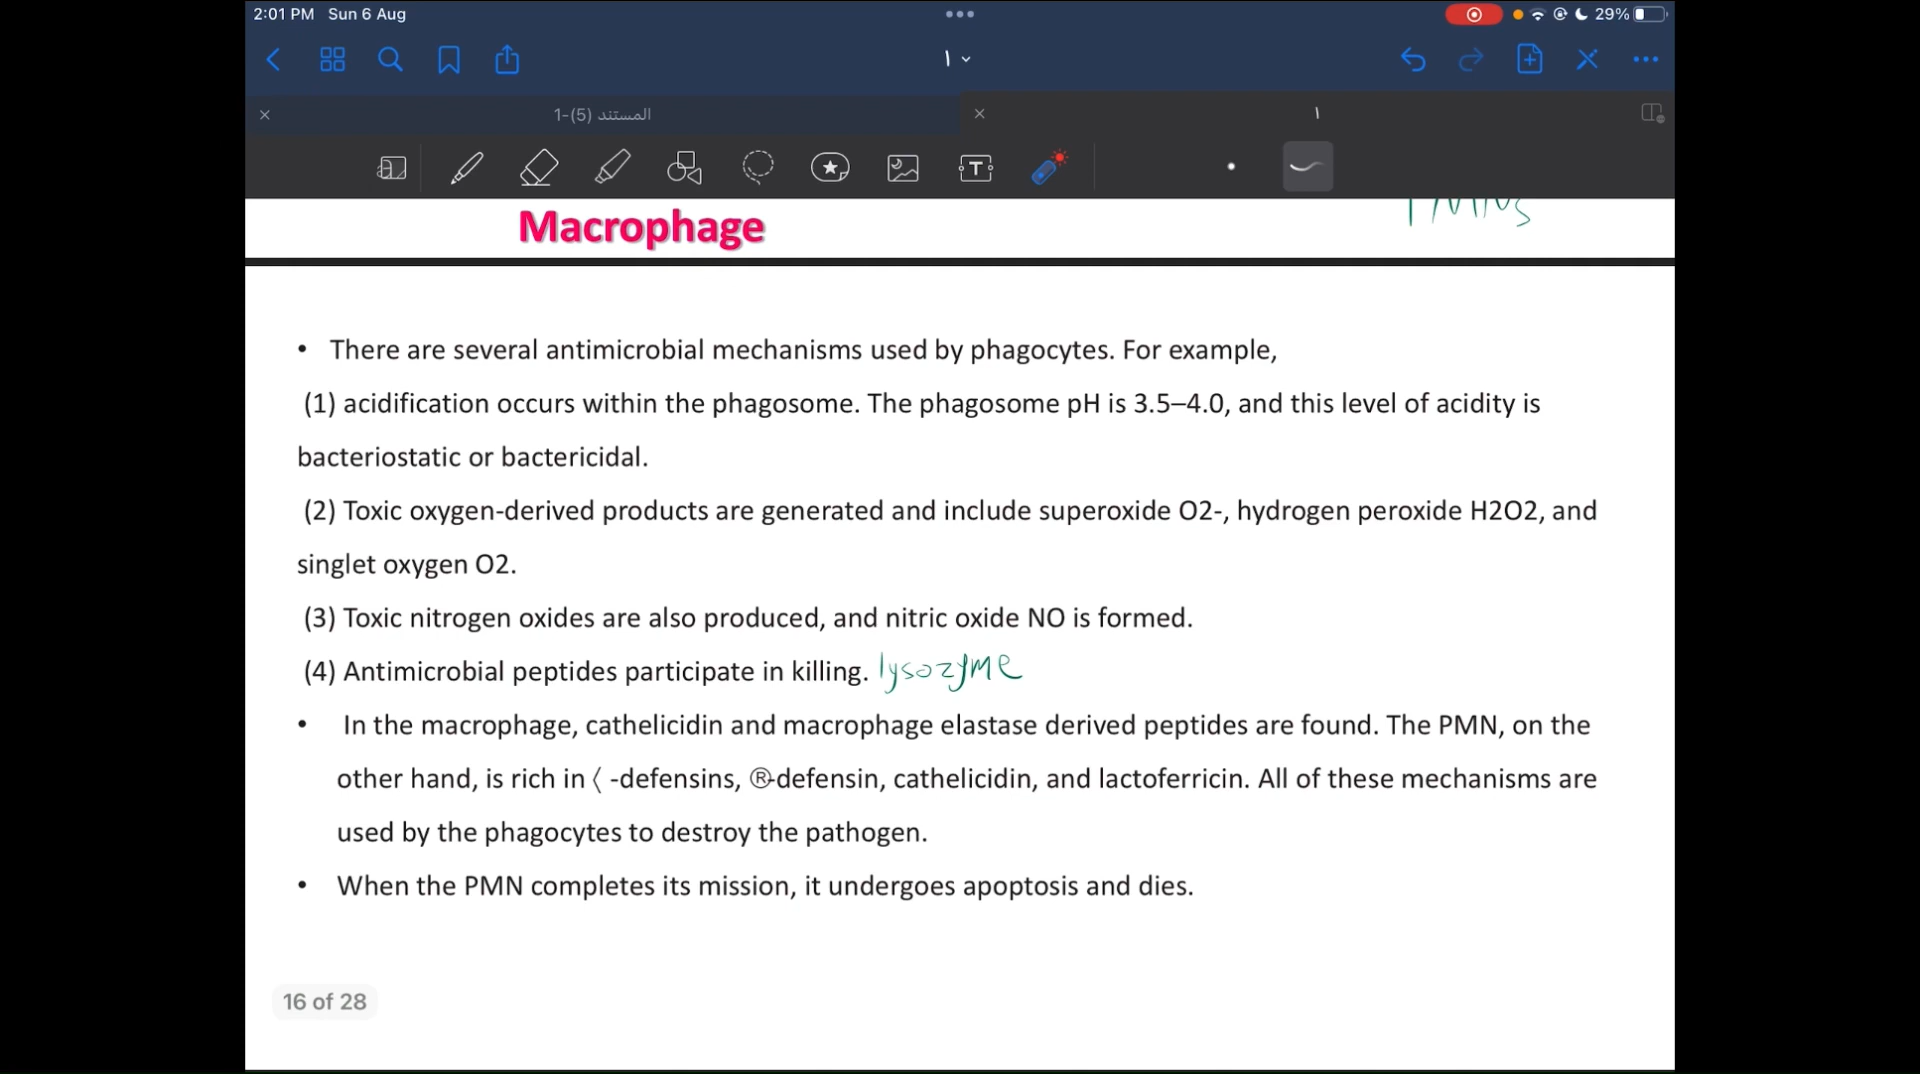 2:01 PM Sun 6 Aug
29%
المستند (5)-1
Macrophage
PMNs
• There are several antimicrobial mechanisms used by phagocytes. For example,
(1) acidification occurs within the phagosome. The phagosome pH is 3.5–4.0, and this level of acidity is
bacteriostatic or bactericidal.
(2) Toxic oxygen-derived products are generated and include superoxide O2-, hydrogen peroxide H2O2, and
singlet oxygen O2.
(3) Toxic nitrogen oxides are also produced, and nitric oxide NO is formed.
(4) Antimicrobial peptides participate in killing. lysozyme
• In the macrophage, cathelicidin and macrophage elastase derived peptides are found. The PMN, on the
other hand, is rich in 〈 -defensins, ®-defensin, cathelicidin, and lactoferricin. All of these mechanisms are
used by the phagocytes to destroy the pathogen.
• When the PMN completes its mission, it undergoes apoptosis and dies.
16 of 28